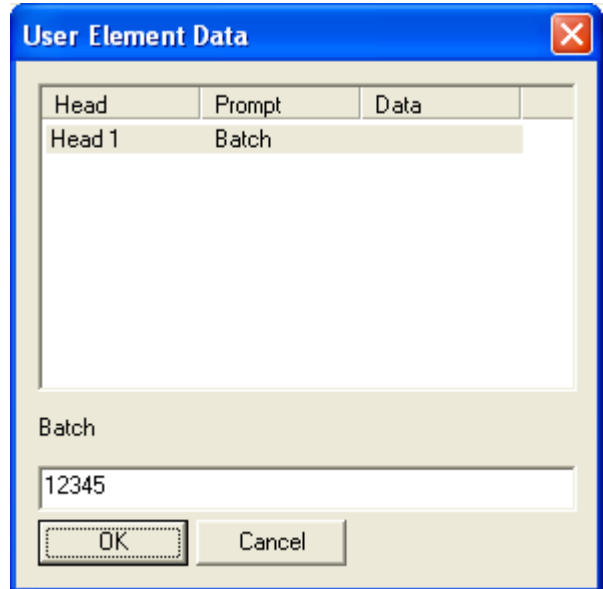 User Element Data
Head Prompt Data
Head 1 Batch
Batch
12345
OK Cancel